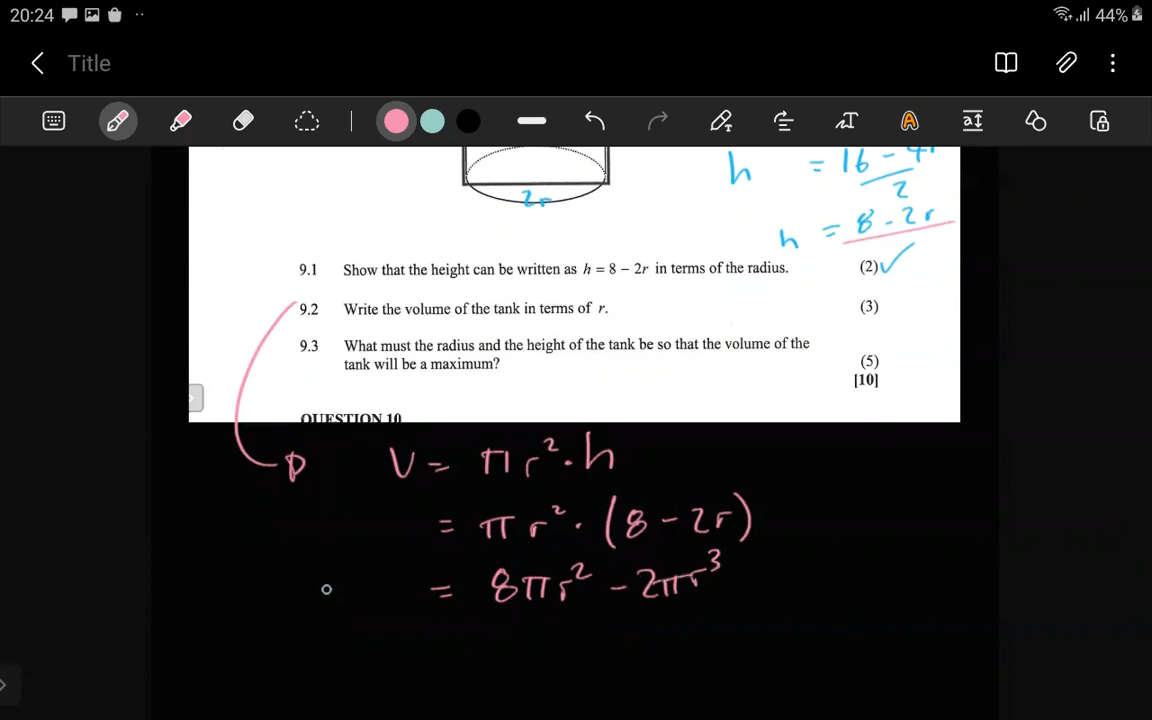 20:24 44%
Title
h = 16 - 4r
2
2r
h = 8 - 2r
9.1 Show that the height can be written as h = 8 – 2r in terms of the radius. (2)✓
9.2 Write the volume of the tank in terms of r. (3)
9.3 What must the radius and the height of the tank be so that the volume of the
tank will be a maximum? (5)
[10]
QUESTION 10
V = πr²·h
= πr²·(8-2r)
= 8πr² - 2πr³